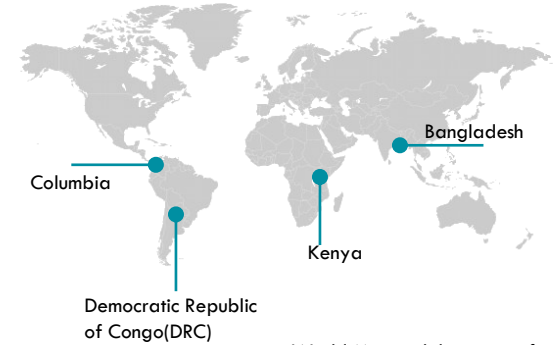 Bangladesh
Columbia
Kenya
Democratic Republic
of Congo(DRC)